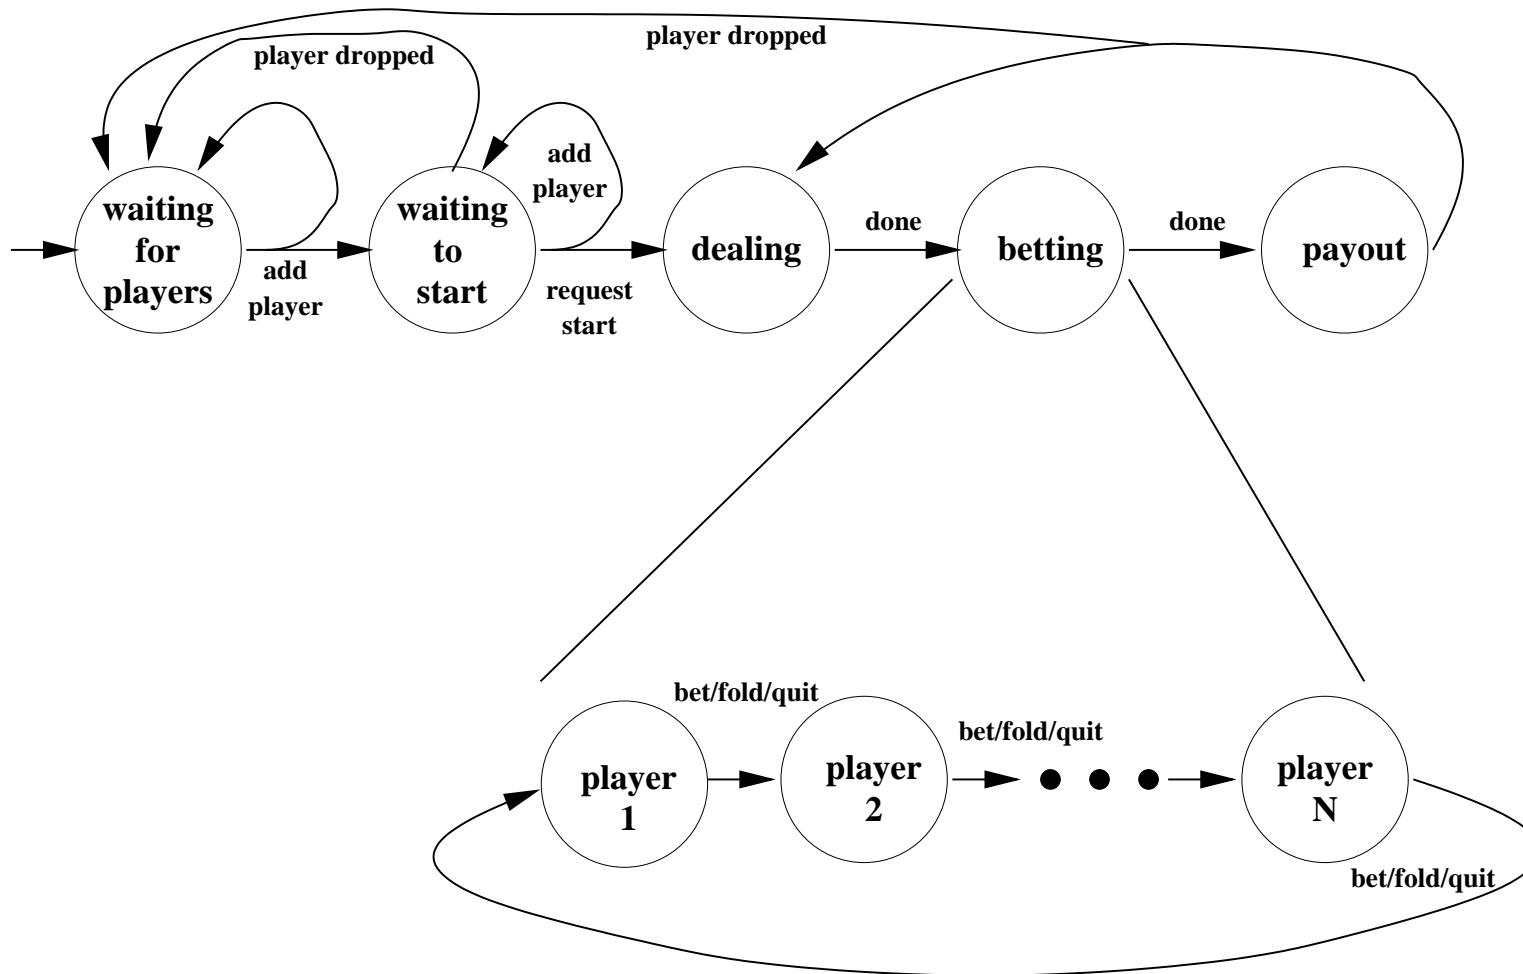 player dropped
player dropped
add
player
waiting
for
players
add
player
waiting
to
start
request
start
dealing
done
betting
done
payout
bet/fold/quit
bet/fold/quit
player
1
player
2
player
N
bet/fold/quit